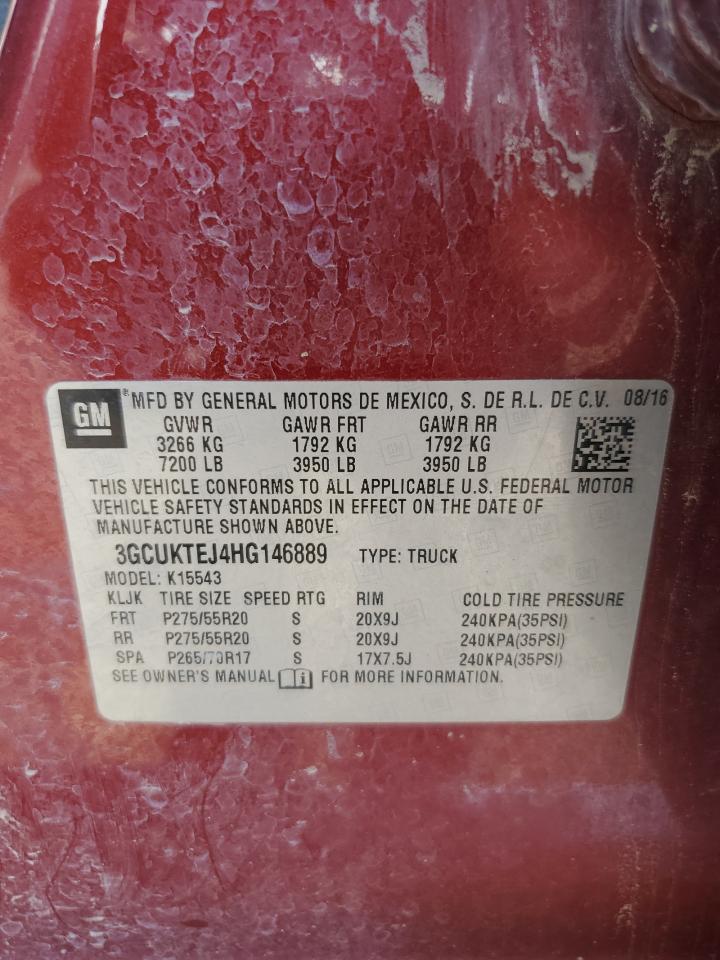 GM ® MFD BY GENERAL MOTORS DE MEXICO, S. DE R.L. DE C.V. 08/16
GVWR GAWR FRT GAWR RR
3266 KG 1792 KG 1792 KG
7200 LB 3950 LB 3950 LB
THIS VEHICLE CONFORMS TO ALL APPLICABLE U.S. FEDERAL MOTOR
VEHICLE SAFETY STANDARDS IN EFFECT ON THE DATE OF
MANUFACTURE SHOWN ABOVE.
3GCUKTEJ4HG146889 TYPE: TRUCK
MODEL: K15543
KLJK TIRE SIZE SPEED RTG RIM COLD TIRE PRESSURE
FRT P275/55R20 S 20X9J 240KPA(35PSI)
RR P275/55R20 S 20X9J 240KPA(35PSI)
SPA P265/70R17 S 17X7.5J 240KPA(35PSI)
SEE OWNER'S MANUAL i FOR MORE INFORMATION.